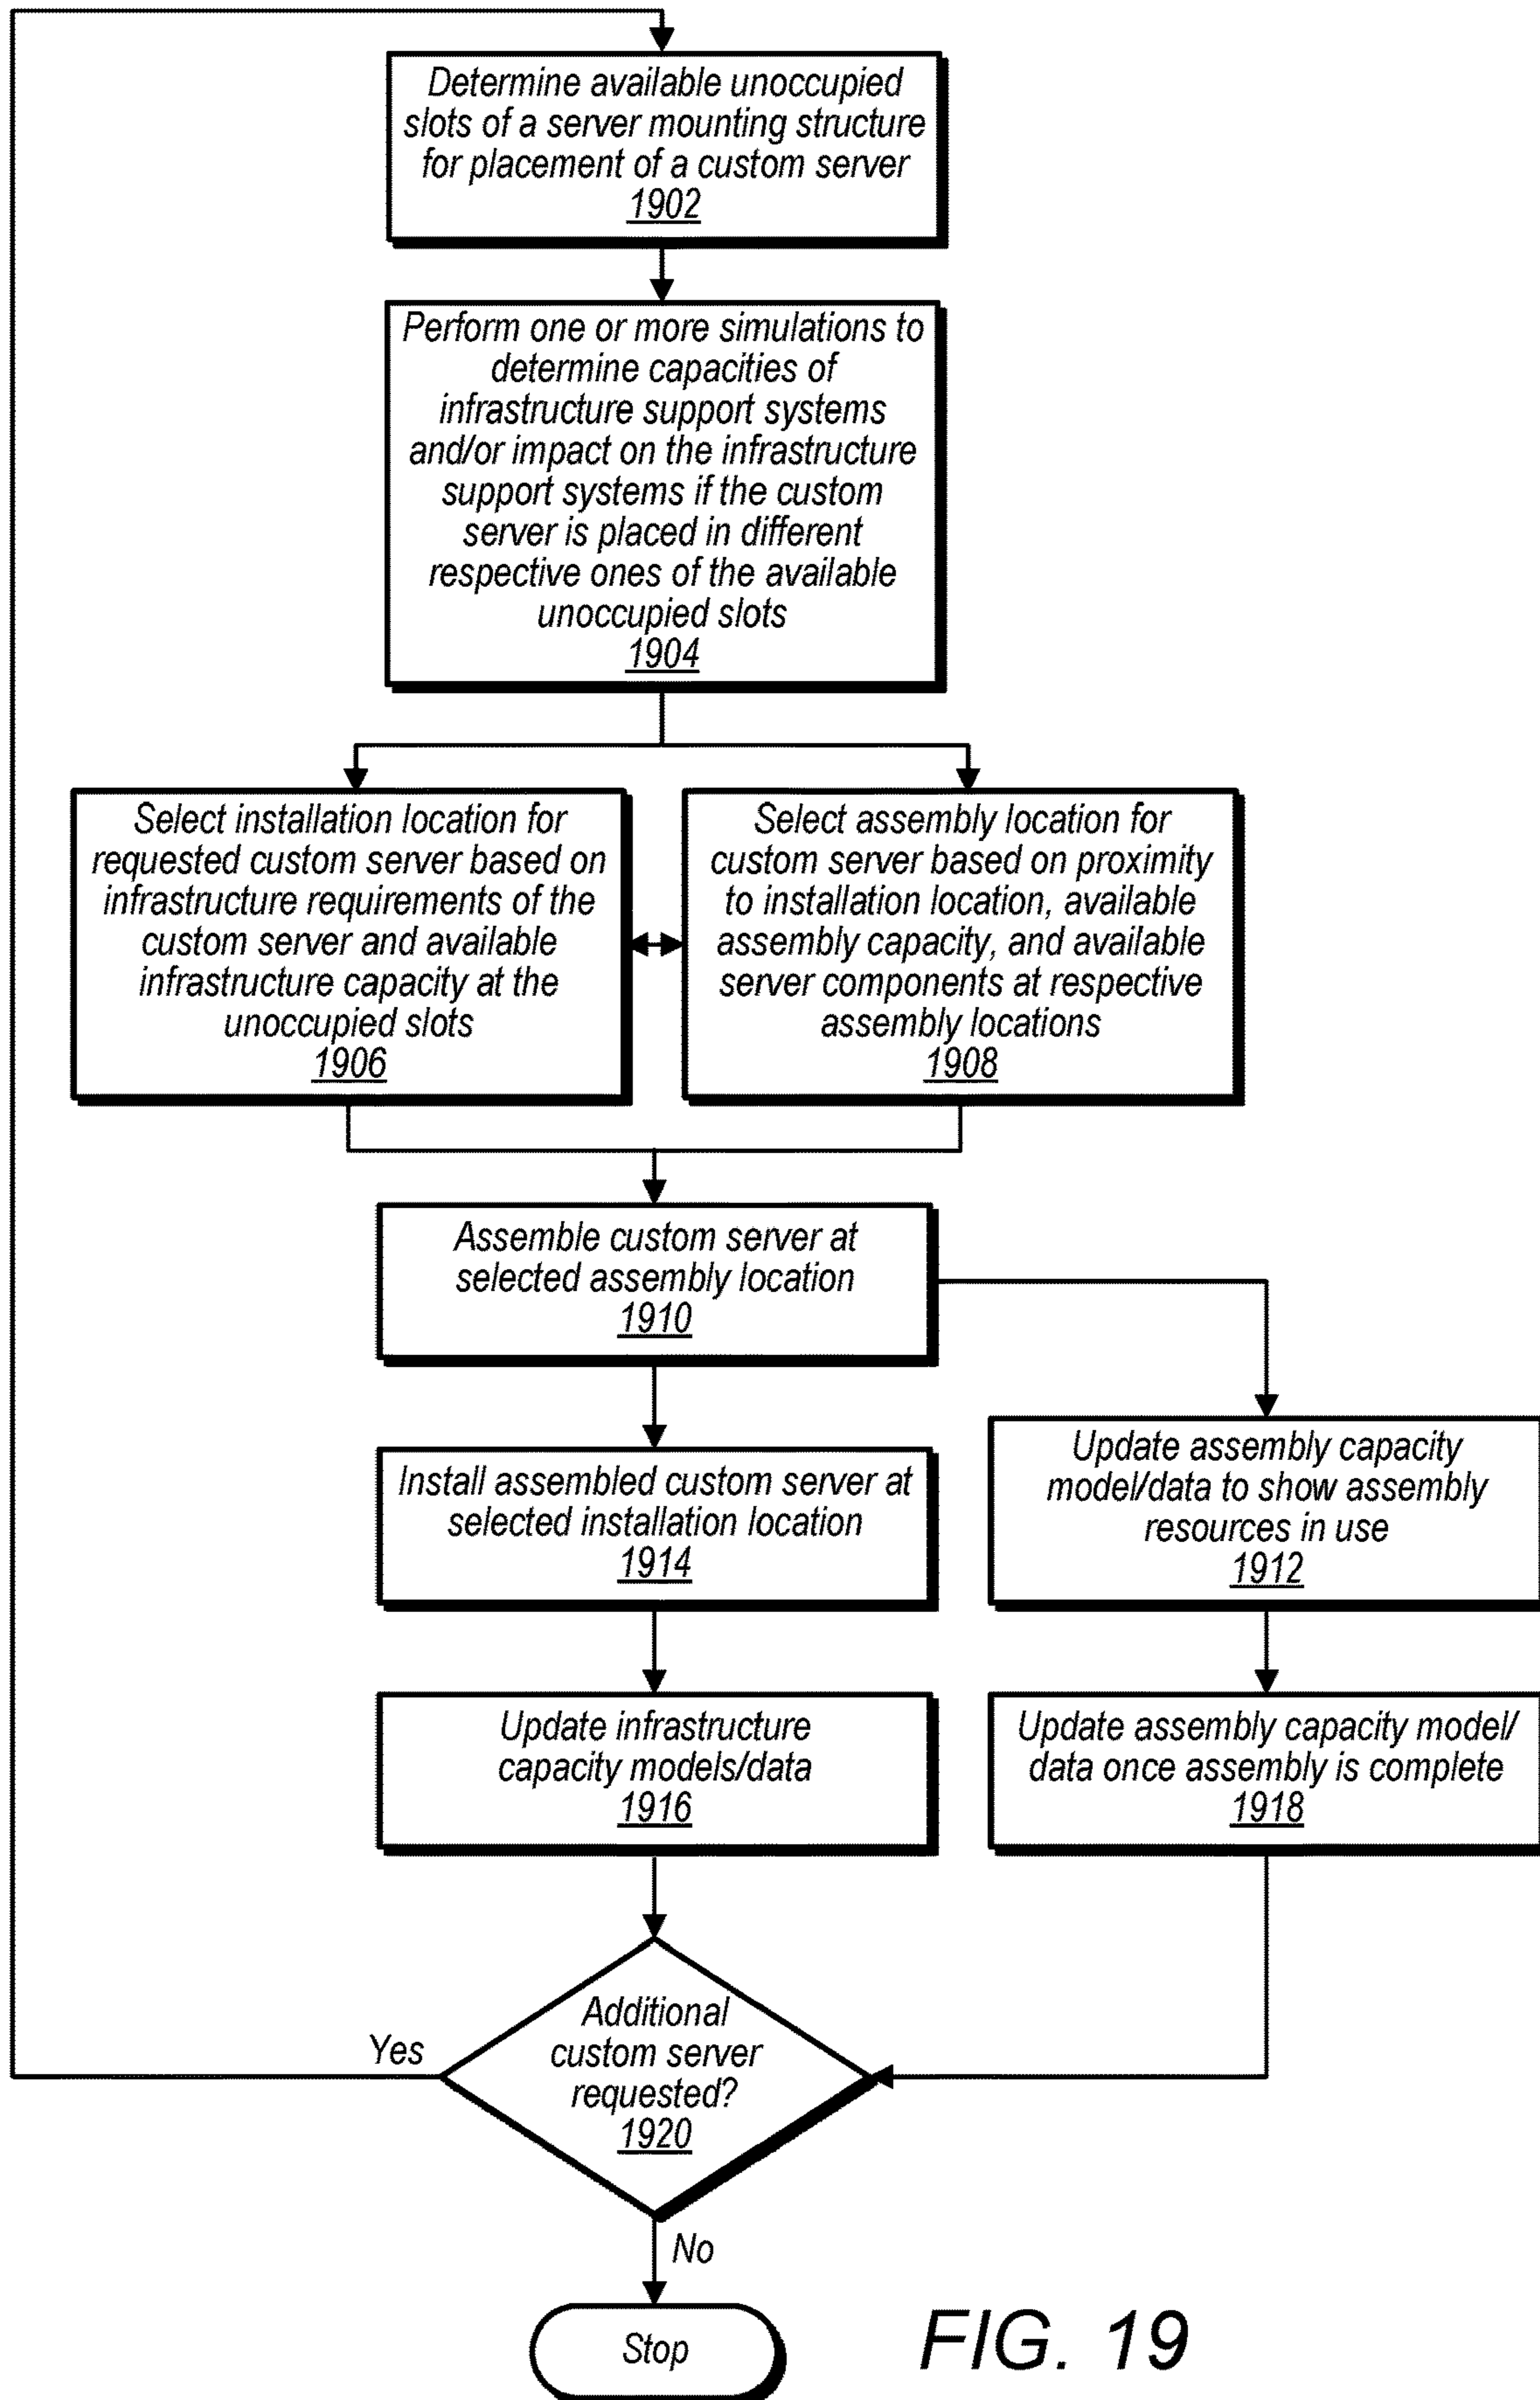 Determine available unoccupied
slots of a server mounting structure
for placement of a custom server
1902
Perform one or more simulations to
determine capacities of
infrastructure support systems
and/or impact on the infrastructure
support systems if the custom
server is placed in different
respective ones of the available
unoccupied slots
1904
Select installation location for
requested custom server based on
infrastructure requirements of the
custom server and available
infrastructure capacity at the
unoccupied slots
1906
Select assembly location for
custom server based on proximity
to installation location, available
assembly capacity, and available
server components at respective
assembly locations
1908
Assemble custom server at
selected assembly location
1910
Install assembled custom server at
selected installation location
1914
Update assembly capacity
model/data to show assembly
resources in use
1912
Update infrastructure
capacity models/data
1916
Update assembly capacity model/
data once assembly is complete
1918
Yes
Additional
custom server
requested?
1920
No
Stop
FIG. 19